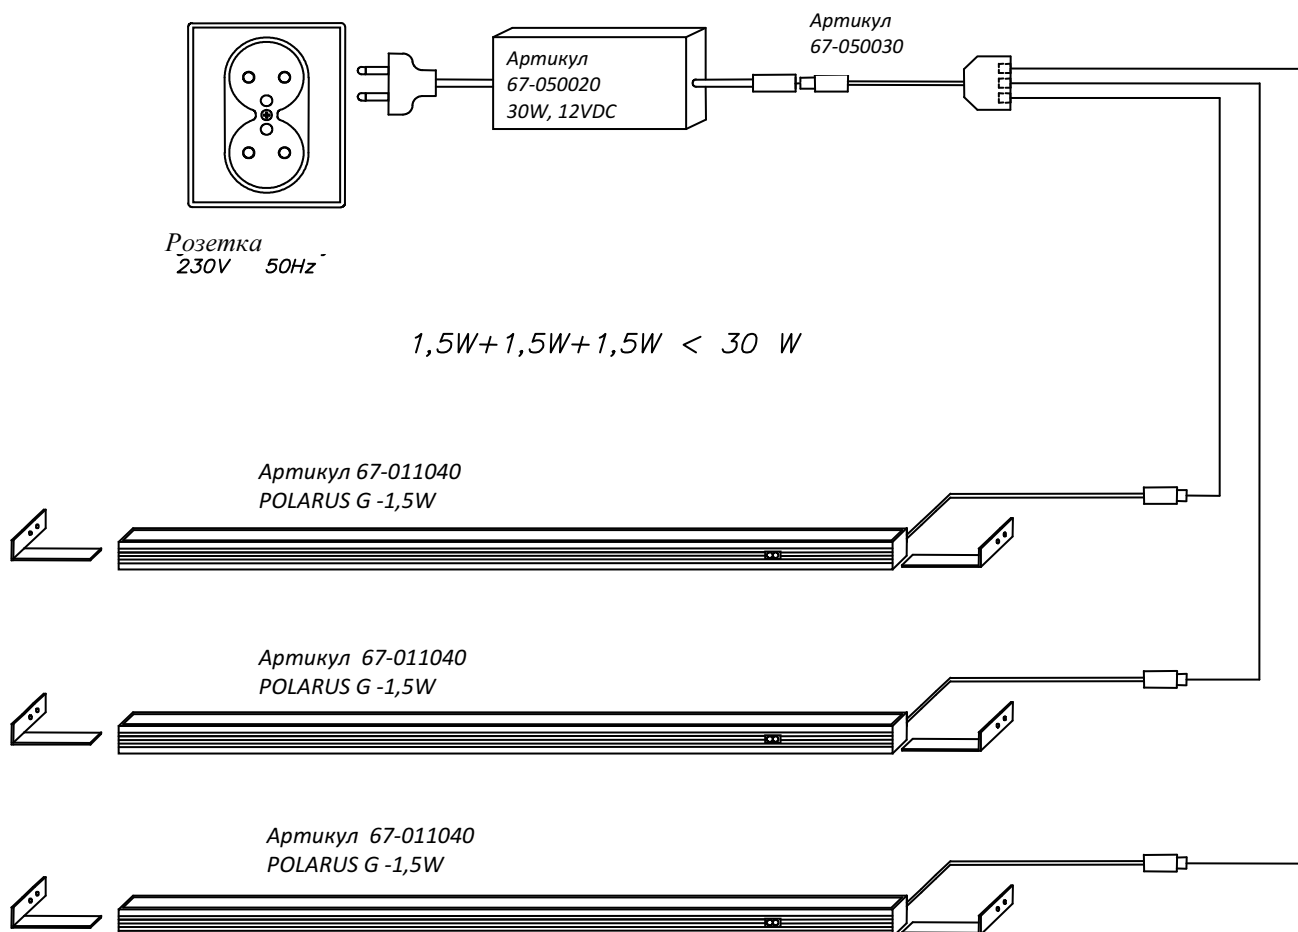 Артикул
67-050020
30W, 12VDC
Артикул
67-050030
Розетка
230V 50Hz
1,5W+1,5W+1,5W < 30 W
Артикул 67-011040
POLARUS G -1,5W
Артикул 67-011040
POLARUS G -1,5W
Артикул 67-011040
POLARUS G -1,5W